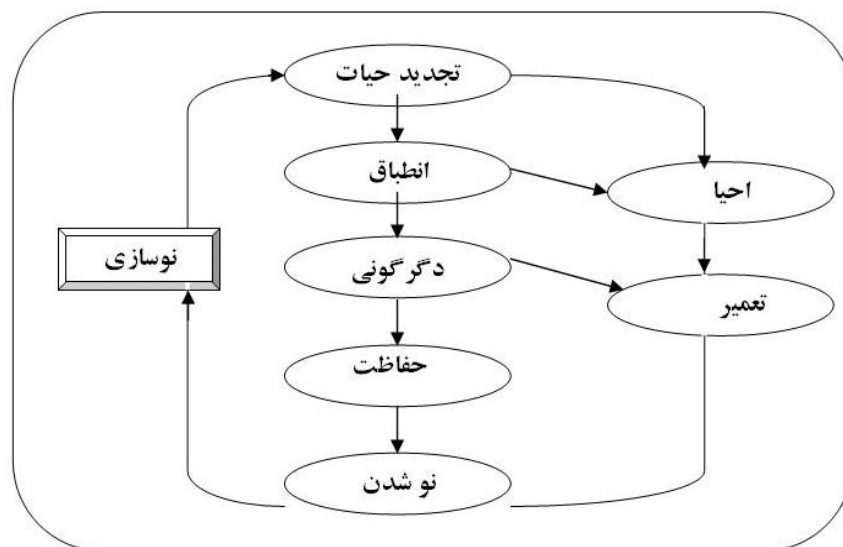 تجدید حیات
انطباق
احیا
نوسازی
دگرگونی
تعمیر
حفاظت
نو شدن